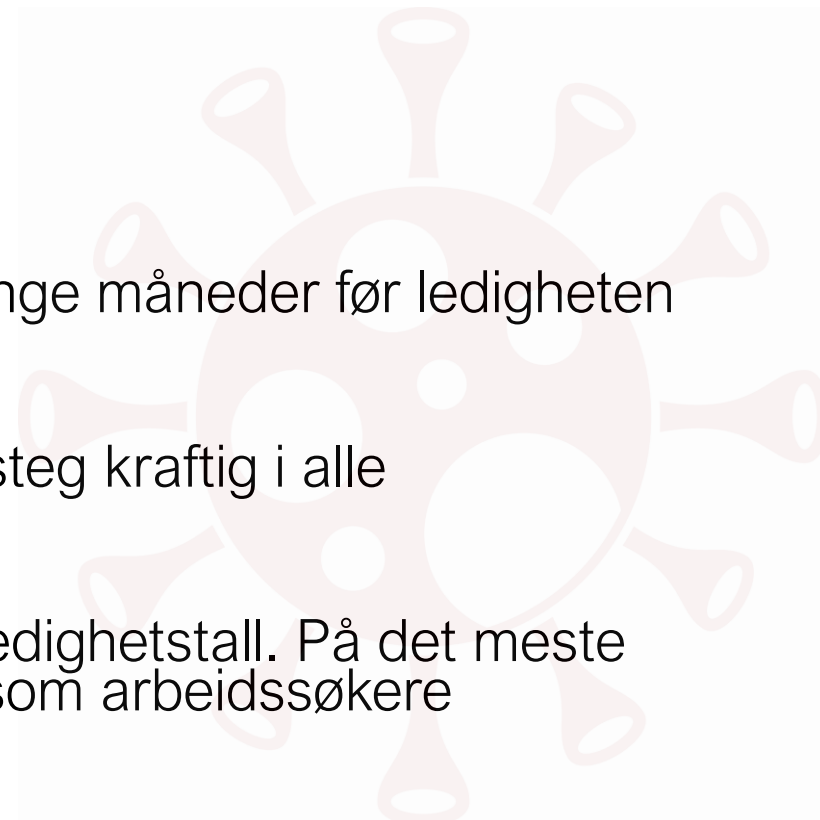 nge måneder før ledigheten
steg kraftig i alle
edighetstall. På det meste
som arbeidssøkere